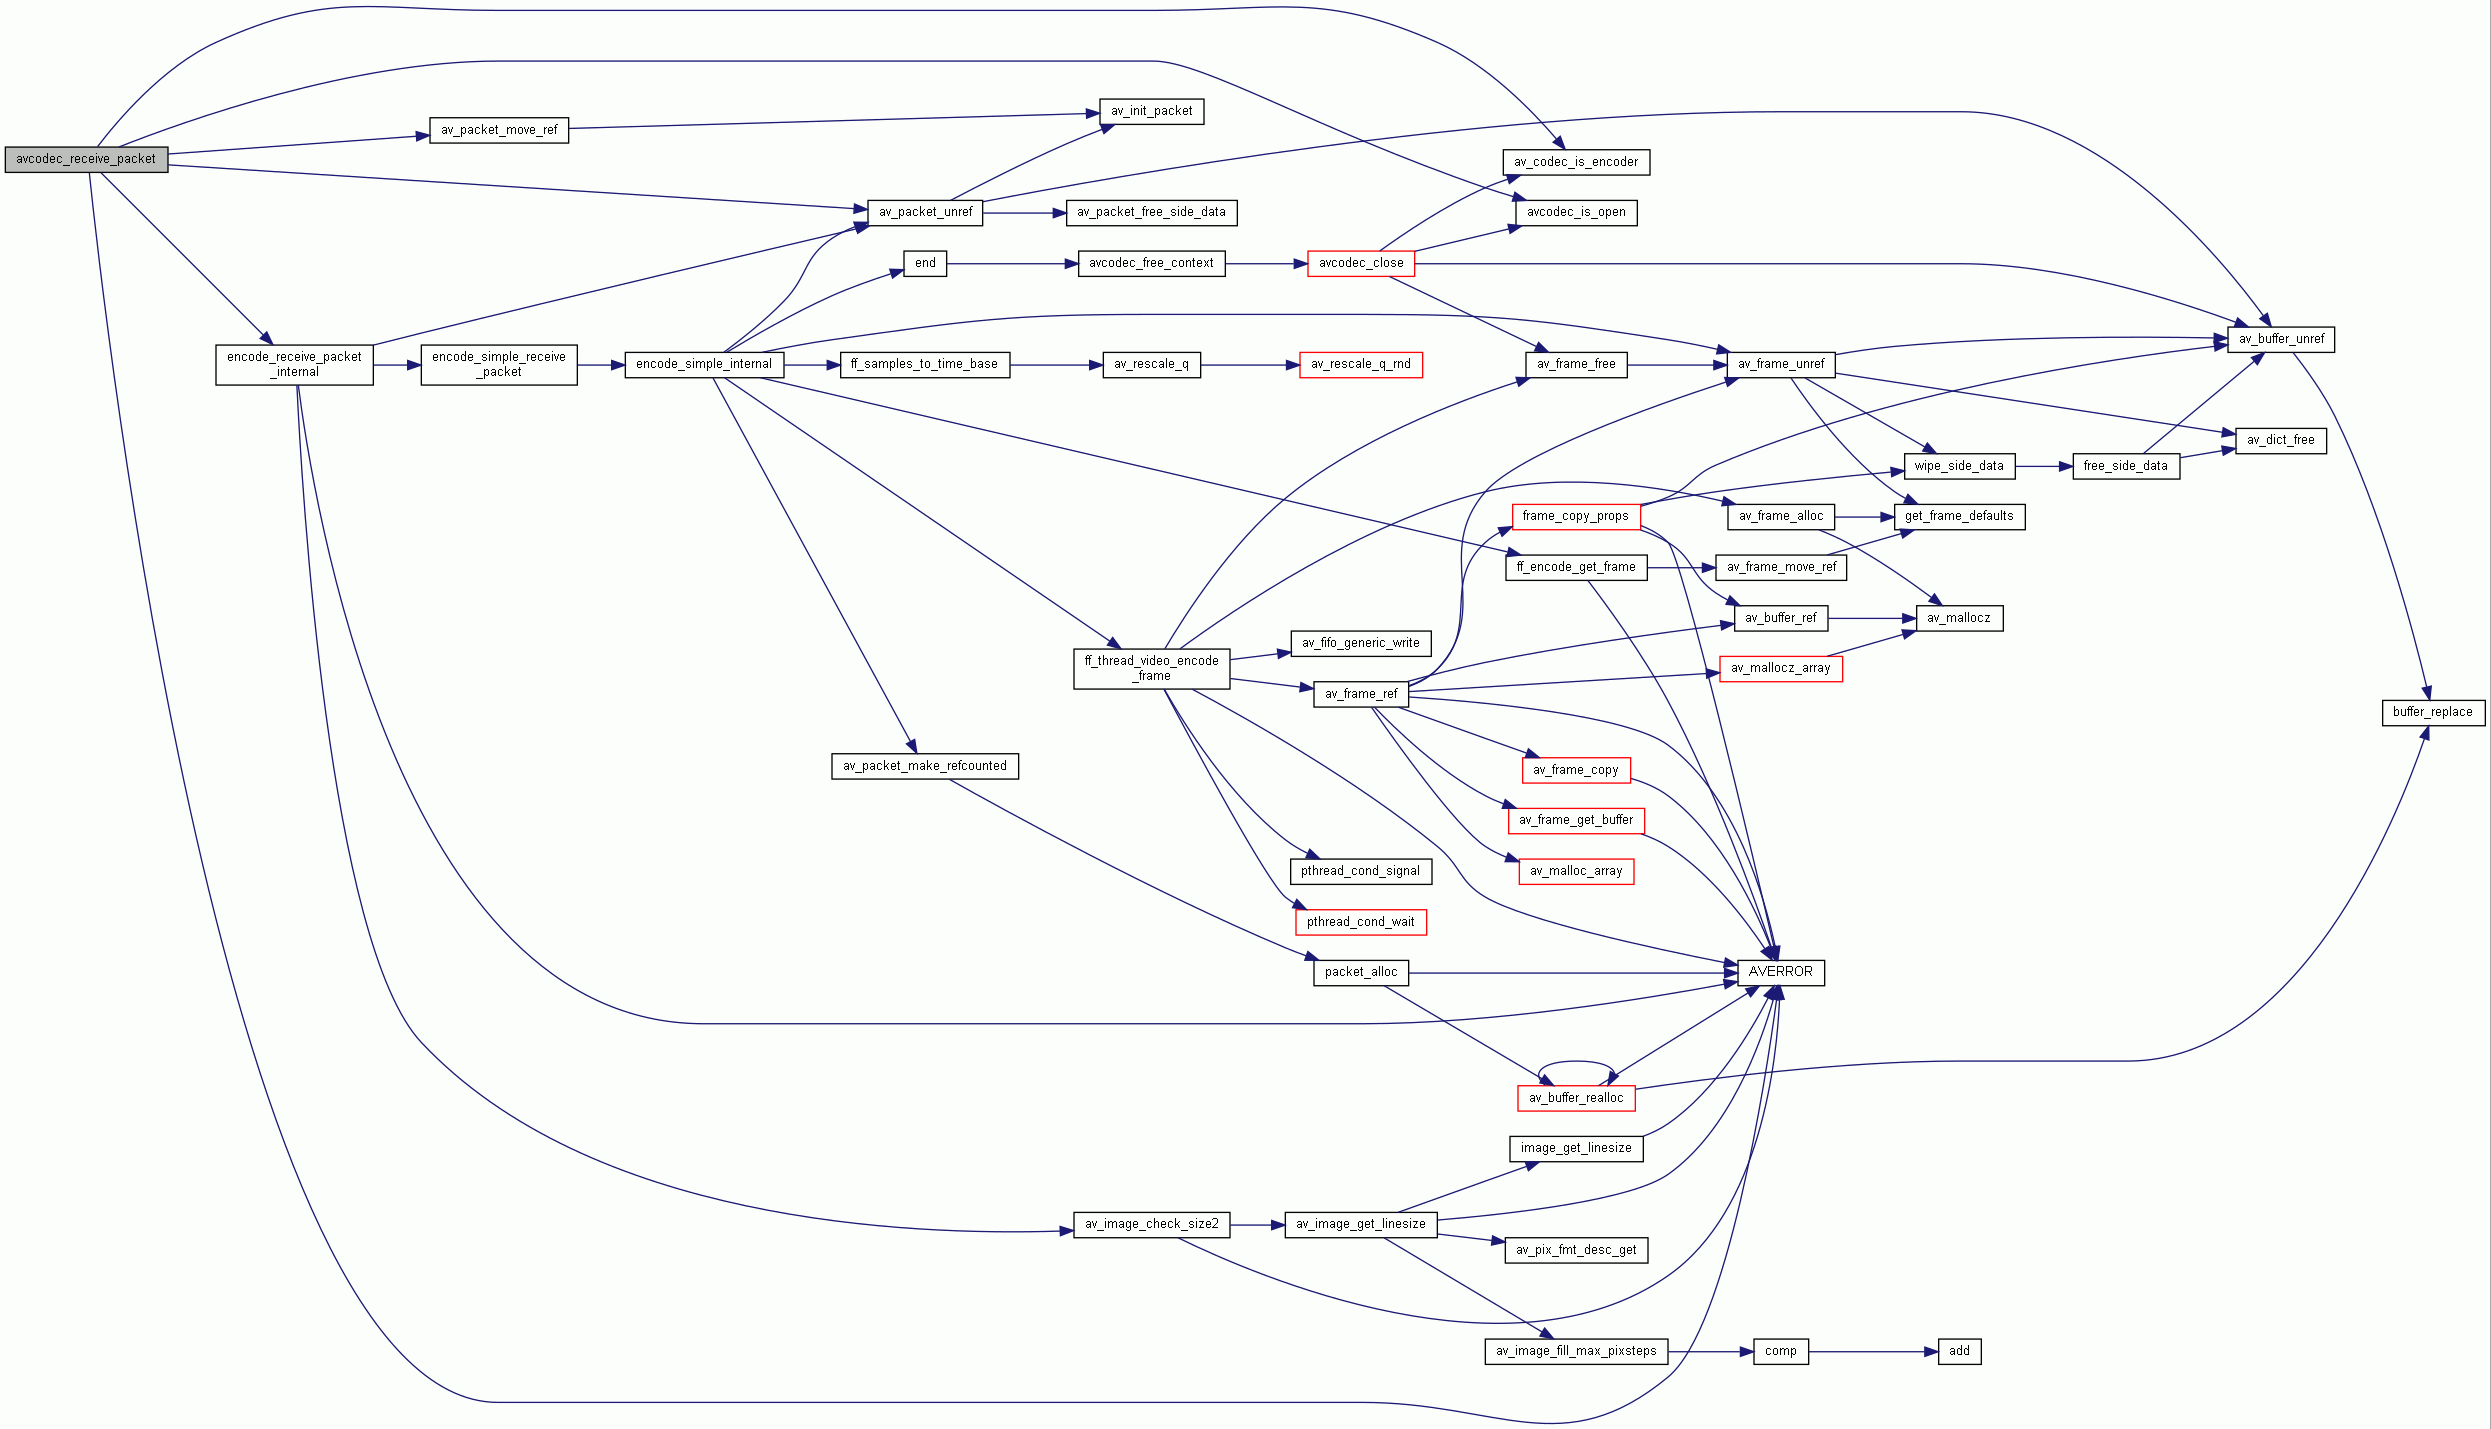 avcodec_receive_packet
av_packet_move_ref
av_init_packet
av_codec_is_encoder
av_packet_unref
av_packet_free_side_data
avcodec_is_open
end
avcodec_free_context
avcodec_close
encode_receive_packet
_internal
encode_simple_receive
_packet
encode_simple_internal
ff_samples_to_time_base
av_rescale_q
av_rescale_q_rnd
av_frame_free
av_frame_unref
av_buffer_unref
av_dict_free
wipe_side_data
free_side_data
frame_copy_props
av_frame_alloc
get_frame_defaults
ff_encode_get_frame
av_frame_move_ref
av_buffer_ref
av_mallocz
av_fifo_generic_write
ff_thread_video_encode
_frame
av_frame_ref
av_mallocz_array
buffer_replace
av_packet_make_refcounted
av_frame_copy
av_frame_get_buffer
pthread_cond_signal
av_malloc_array
pthread_cond_wait
packet_alloc
AVERROR
av_buffer_realloc
image_get_linesize
av_image_check_size2
av_image_get_linesize
av_pix_fmt_desc_get
av_image_fill_max_pixsteps
comp
add